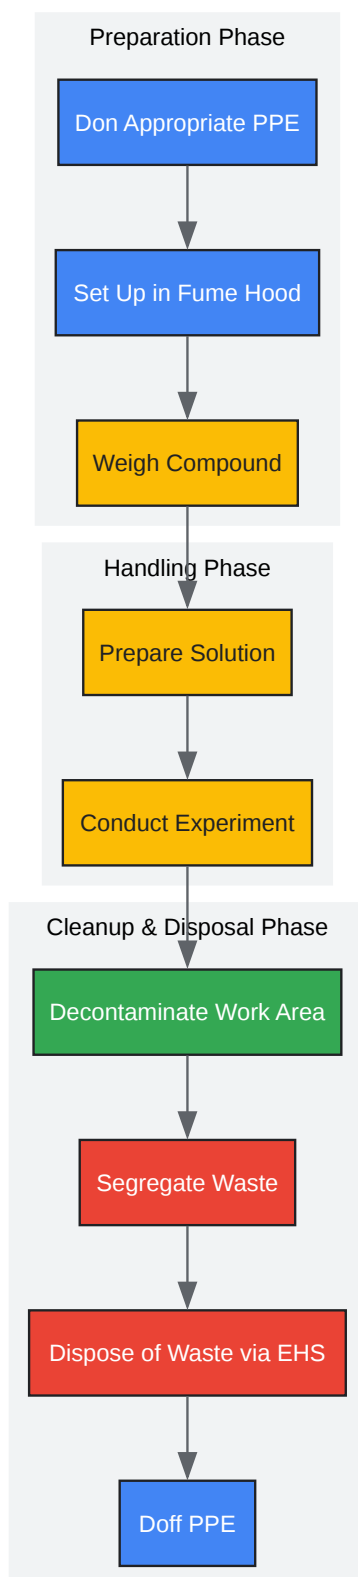 Preparation Phase
Don Appropriate PPE
Set Up in Fume Hood
Weigh Compound
Handling Phase
Prepare Solution
Conduct Experiment
Cleanup & Disposal Phase
Decontaminate Work Area
Segregate Waste
Dispose of Waste via EHS
Doff PPE